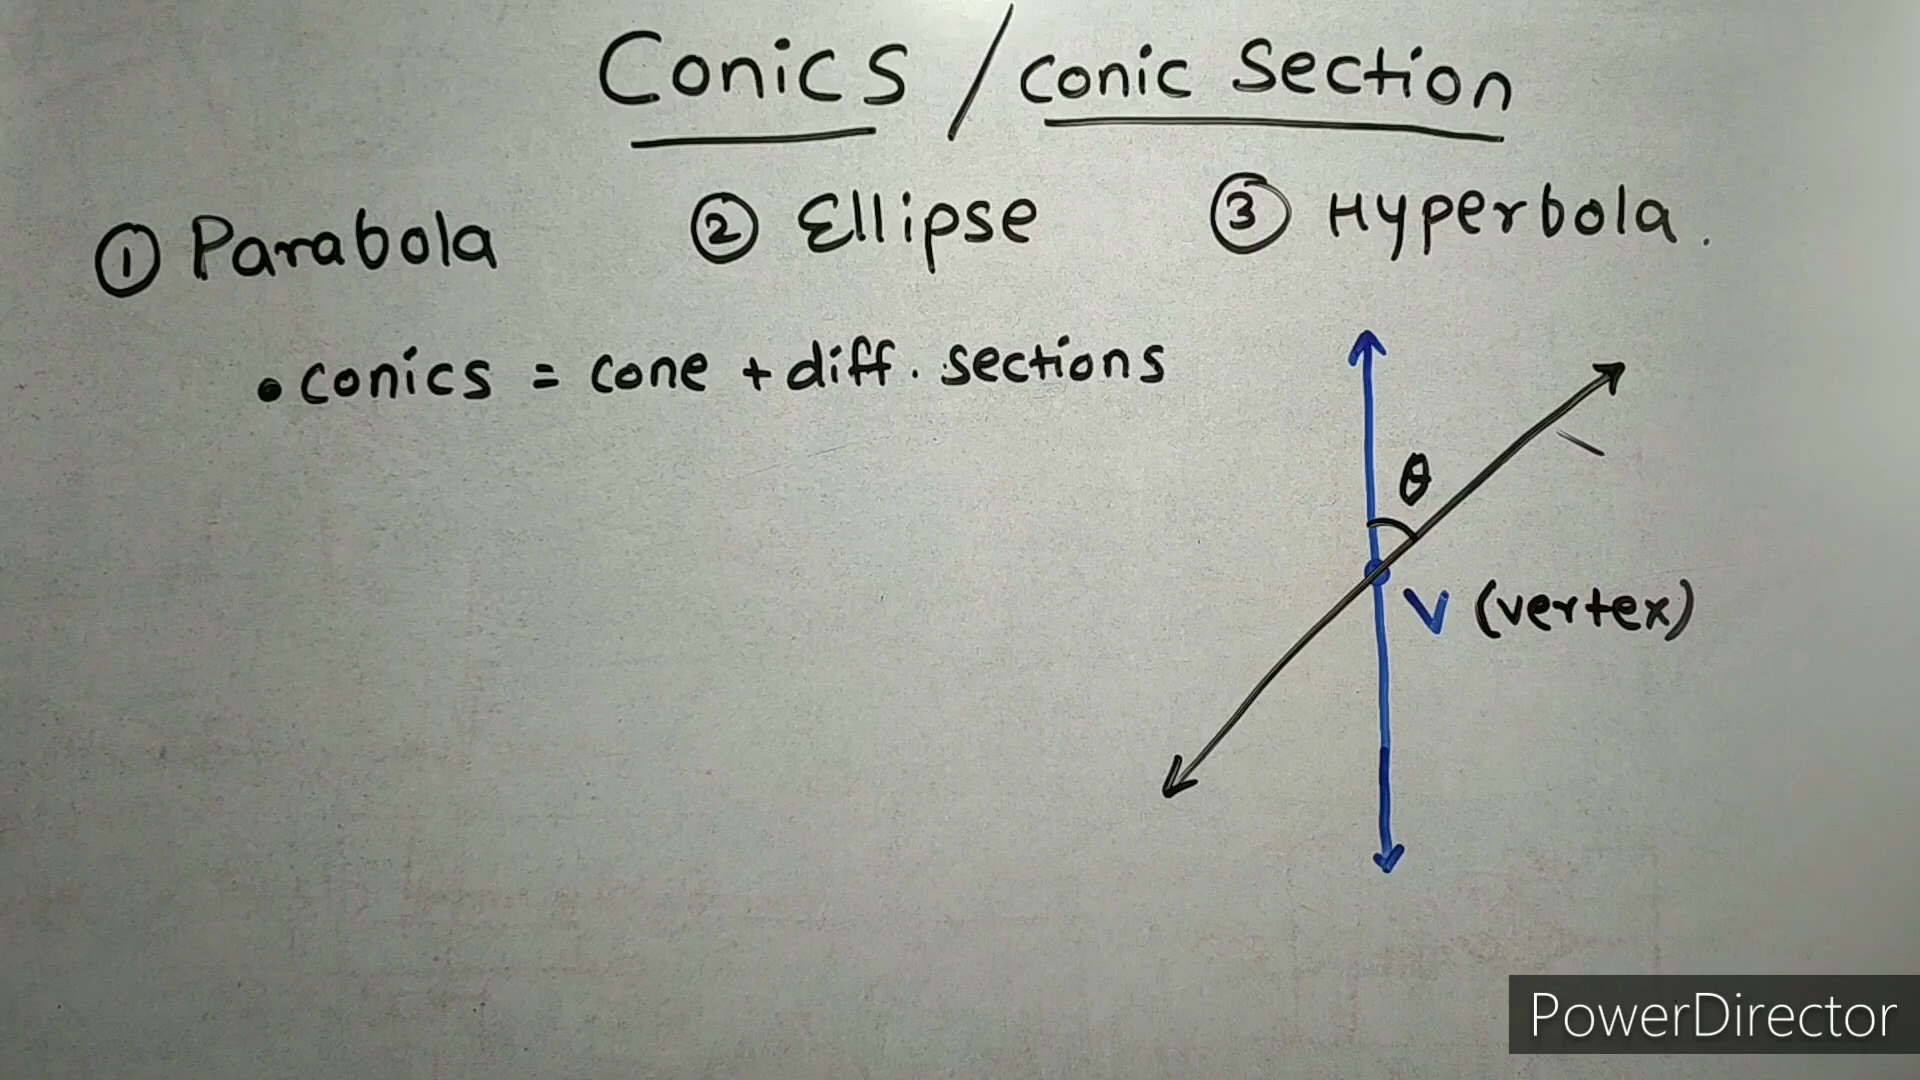 Conics / conic Section
① Parabola ② Ellipse ③ Hyperbola.
• conics = cone + diff. sections
θ
V (vertex)
PowerDirector